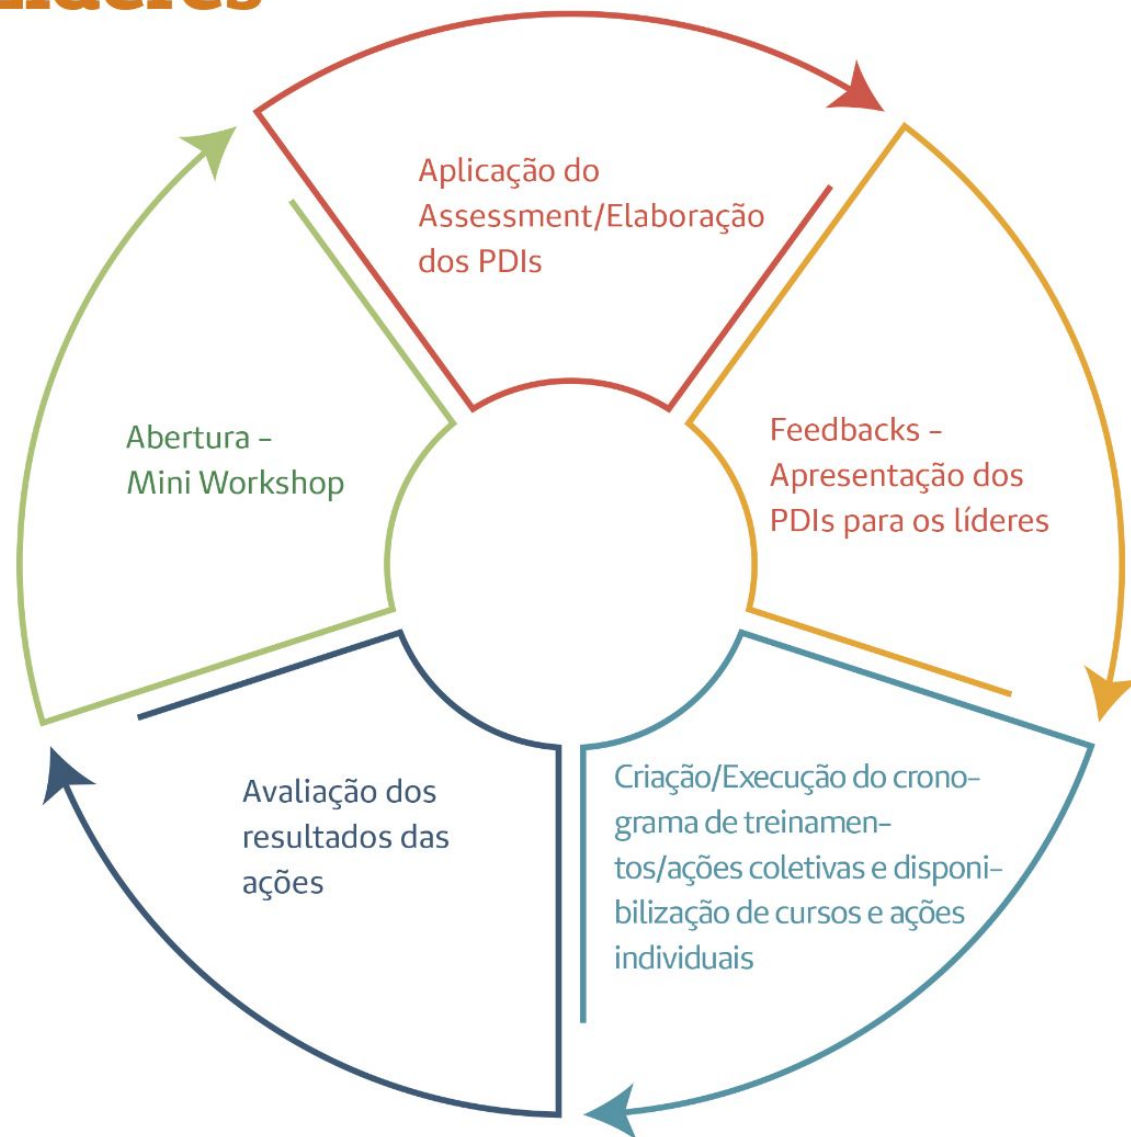 Líderes
Aplicação do
Assessment/Elaboração
dos PDIs
Feedbacks –
Apresentação dos
PDIs para os líderes
Criação/Execução do crono-
grama de treinamen-
tos/ações coletivas e disponi-
bilização de cursos e ações
individuais
Avaliação dos
resultados das
ações
Abertura –
Mini Workshop